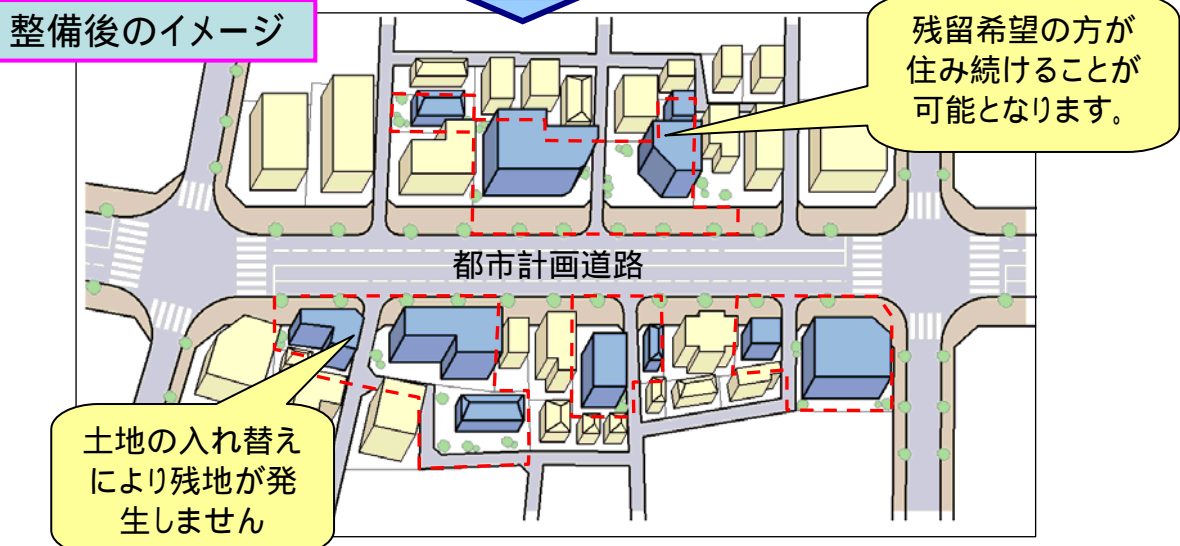 整備後のイメージ
残留希望の方が
住み続けることが
可能となります。
都市計画道路
土地の入れ替え
により残地が発
生しません